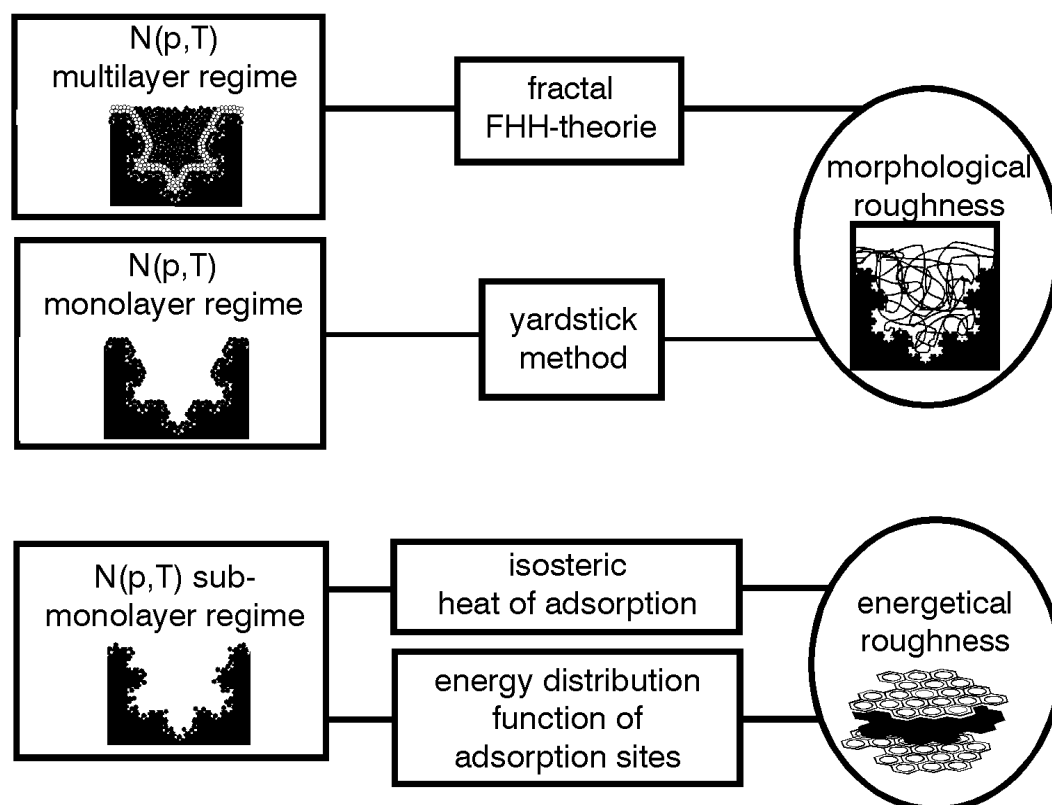 N(p,T)
multilayer regime
fractal
FHH-theorie
morphological
roughness
N(p,T)
monolayer regime
yardstick
method
N(p,T) sub-
monolayer regime
isosteric
heat of adsorption
energy distribution
function of
adsorption sites
energetical
roughness